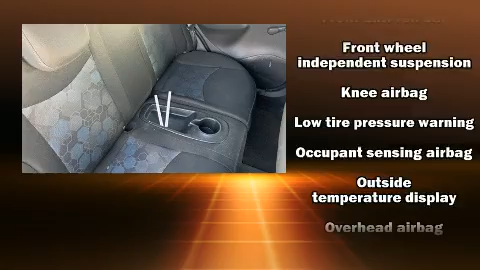 Front wheel
independent suspension
Knee airbag
Low tire pressure warning
Occupant sensing airbag
Outside
temperature display
Overhead airbag